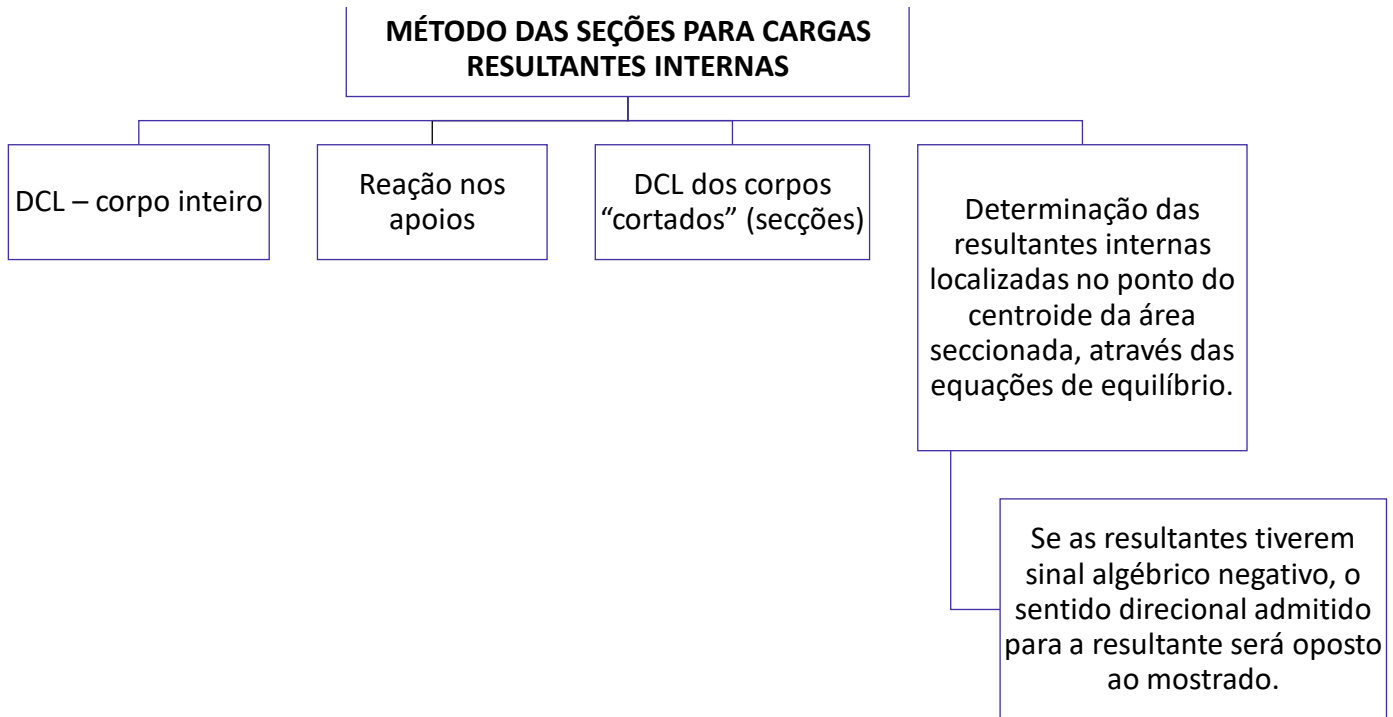 MÉTODO DAS SEÇÕES PARA CARGAS
RESULTANTES INTERNAS
DCL – corpo inteiro
Reação nos
apoios
DCL dos corpos
“cortados” (secções)
Determinação das
resultantes internas
localizadas no ponto do
centroide da área
seccionada, através das
equações de equilíbrio.
Se as resultantes tiverem
sinal algébrico negativo, o
sentido direcional admitido
para a resultante será oposto
ao mostrado.